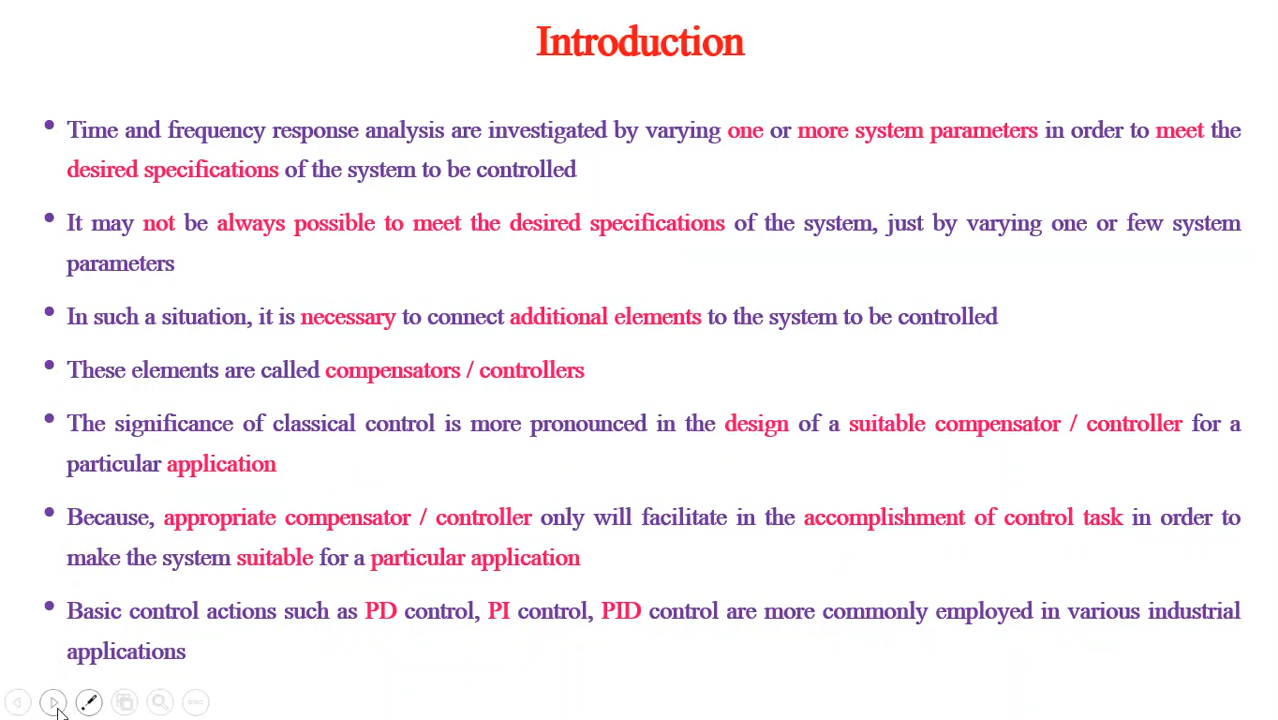 Introduction
• Time and frequency response analysis are investigated by varying one or more system parameters in order to meet the
desired specifications of the system to be controlled
• It may not be always possible to meet the desired specifications of the system, just by varying one or few system
parameters
• In such a situation, it is necessary to connect additional elements to the system to be controlled
• These elements are called compensators / controllers
• The significance of classical control is more pronounced in the design of a suitable compensator / controller for a
particular application
• Because, appropriate compensator / controller only will facilitate in the accomplishment of control task in order to
make the system suitable for a particular application
• Basic control actions such as PD control, PI control, PID control are more commonly employed in various industrial
applications